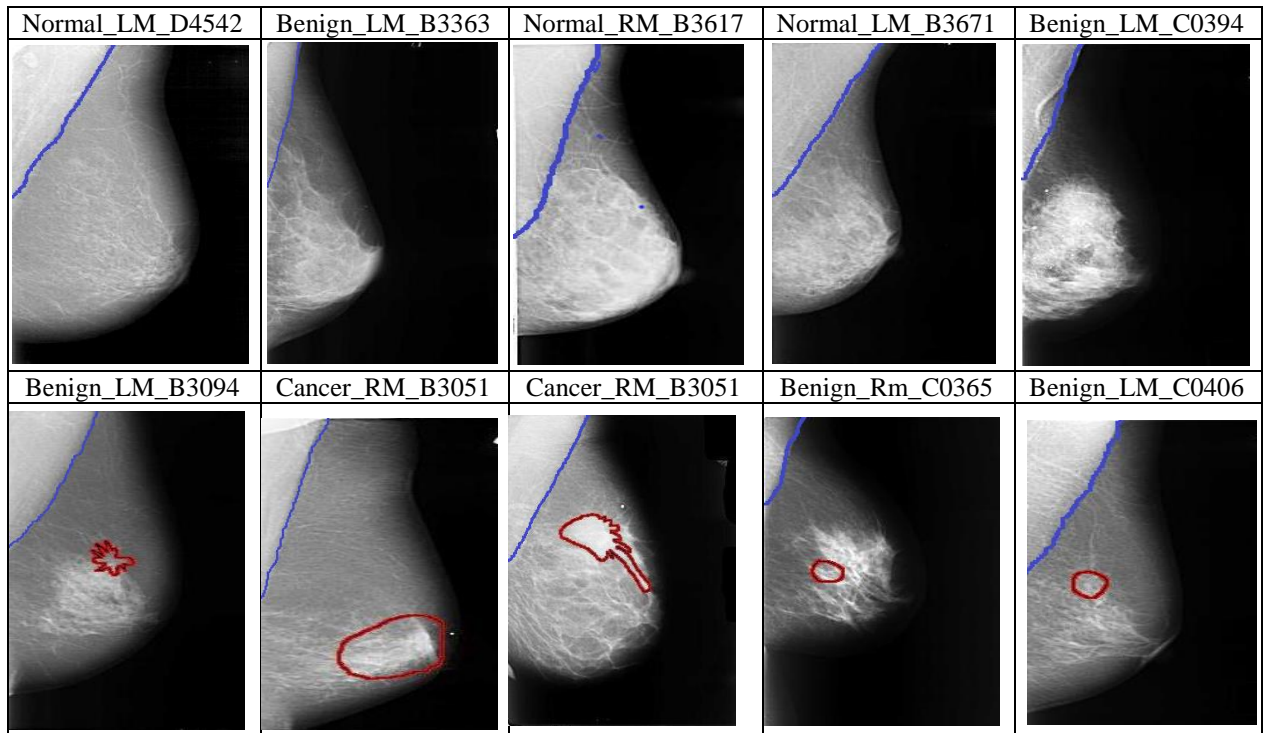 Normal_LM_D4542 Benign_LM_B3363 Normal_RM_B3617 Normal_LM_B3671 Benign_LM_C0394
Benign_LM_B3094 Cancer_RM_B3051 Cancer_RM_B3051 Benign_Rm_C0365 Benign_LM_C0406